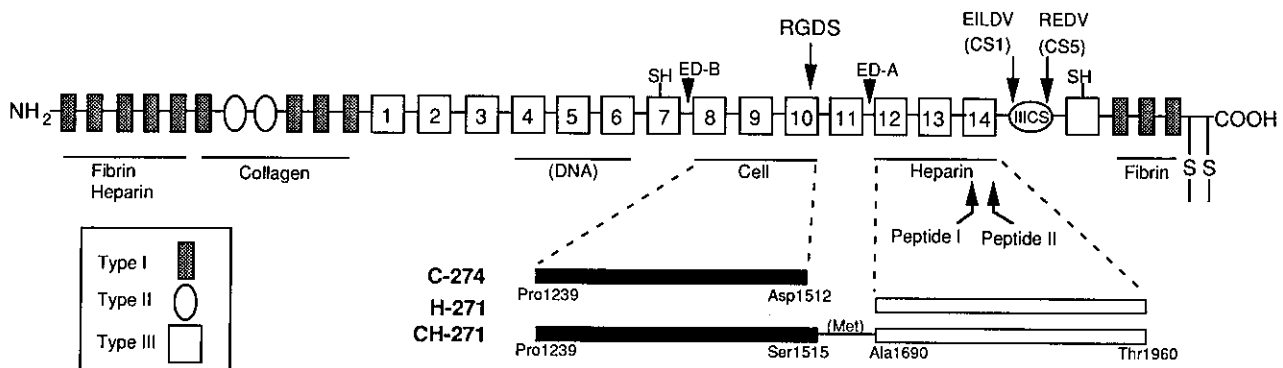 RGDS
EILDV
(CS1)
REDV
(CS5)
SH
ED-B
ED-A
SH
NH2
1 2 3 4 5 6 7 8 9 10 11 12 13 14
IIICS
COOH
S S
Fibrin
Heparin
Collagen
(DNA)
Cell
Heparin
Fibrin
Peptide I
Peptide II
Type I
Type II
Type III
C-274
Pro1239
Asp1512
H-271
CH-271
(Met)
Pro1239
Ser1515
Ala1690
Thr1960